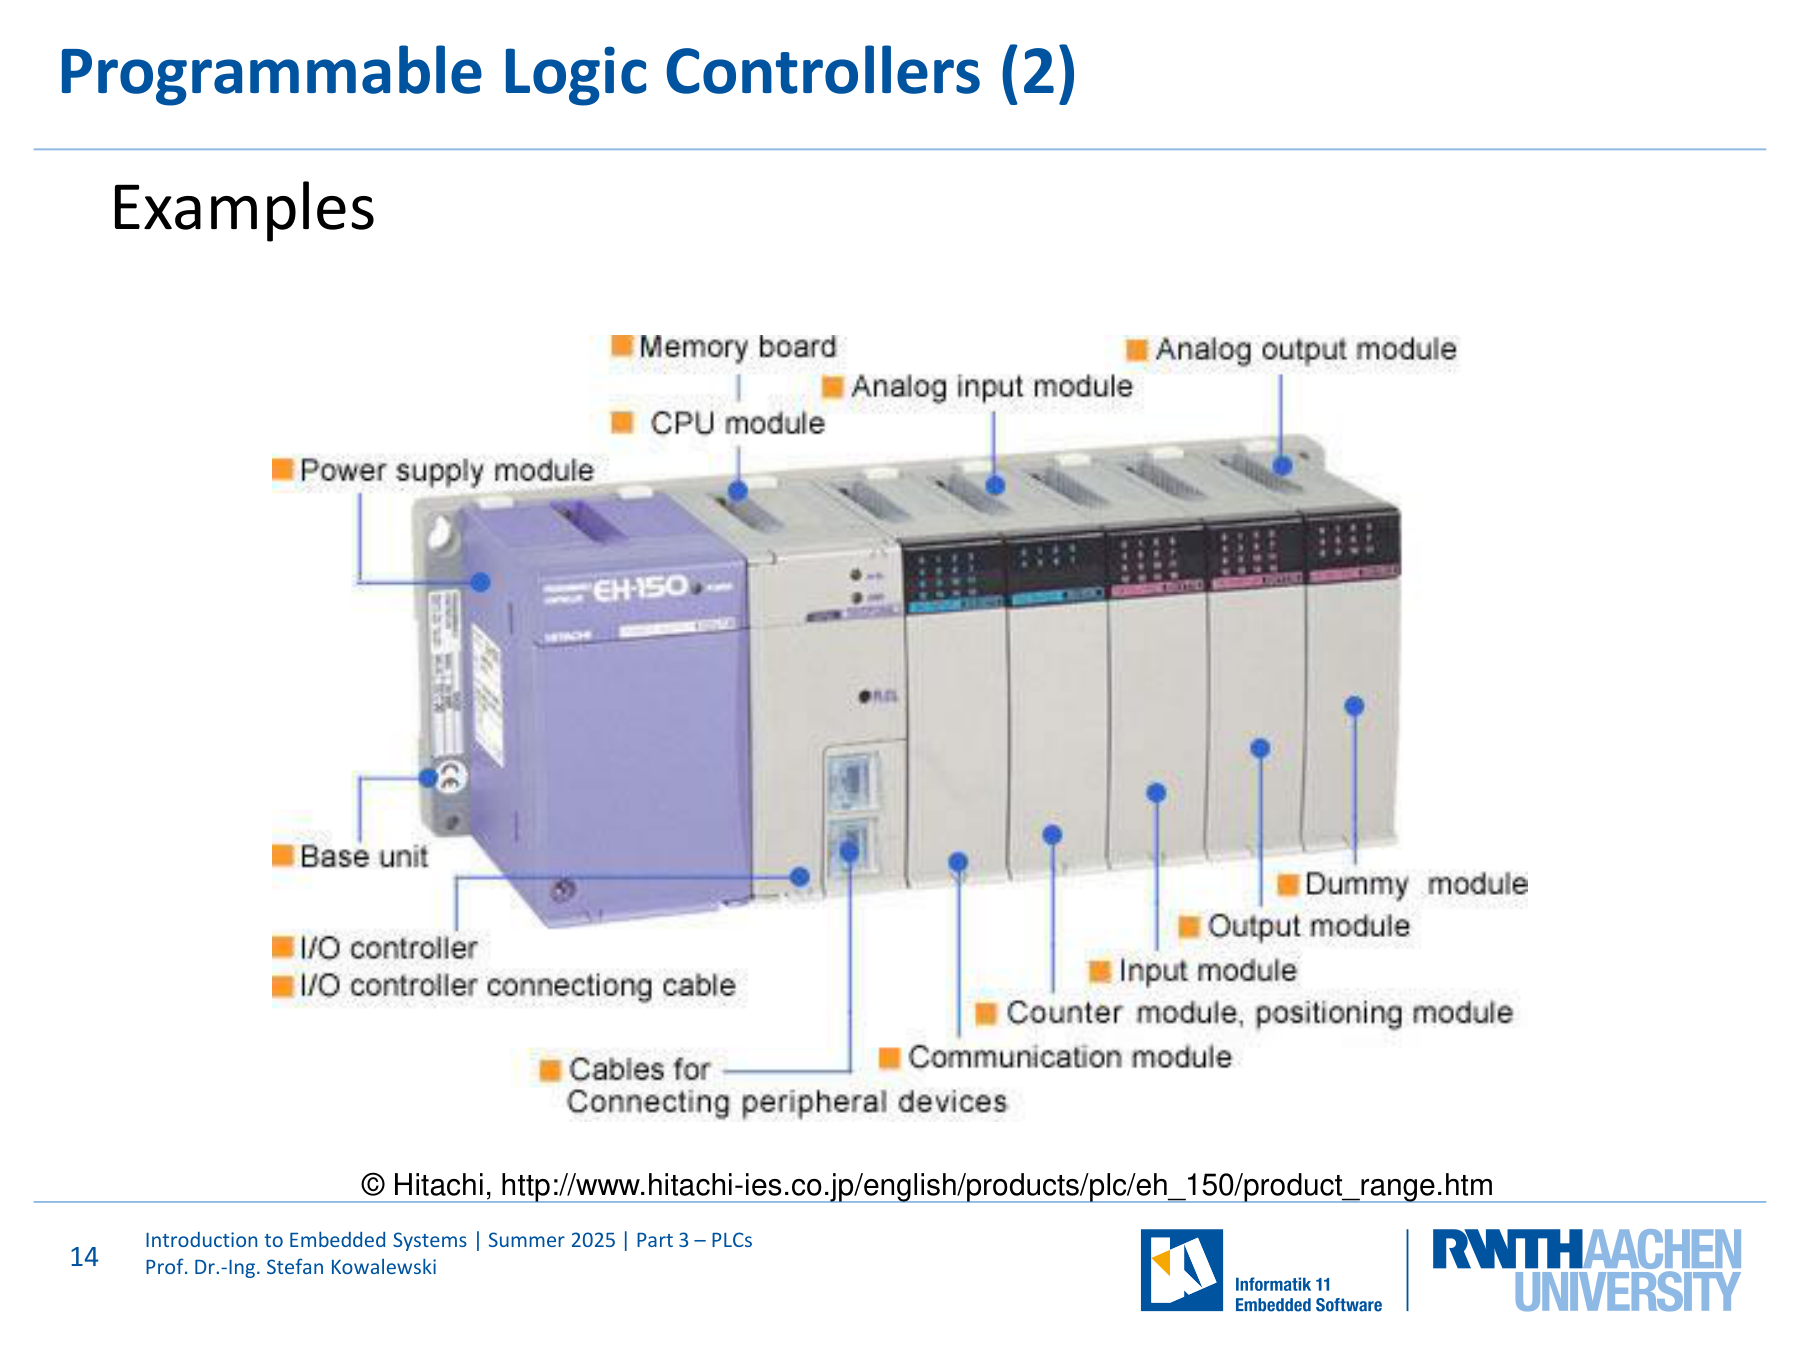 Programmable Logic Controllers (2)
Examples
Memory board
Analog output module
Analog input module
CPU module
Power supply module
EH-150
HITACHI
CE
Base unit
Dummy module
Output module
I/O controller
Input module
I/O controller connectiong cable
Counter module, positioning module
Communication module
Cables for
Connecting peripheral devices
© Hitachi, http://www.hitachi-ies.co.jp/english/products/plc/eh_150/product_range.htm
14
Introduction to Embedded Systems | Summer 2025 | Part 3 – PLCs
Prof. Dr.-Ing. Stefan Kowalewski
Informatik 11
Embedded Software
RWTHAACHEN
UNIVERSITY